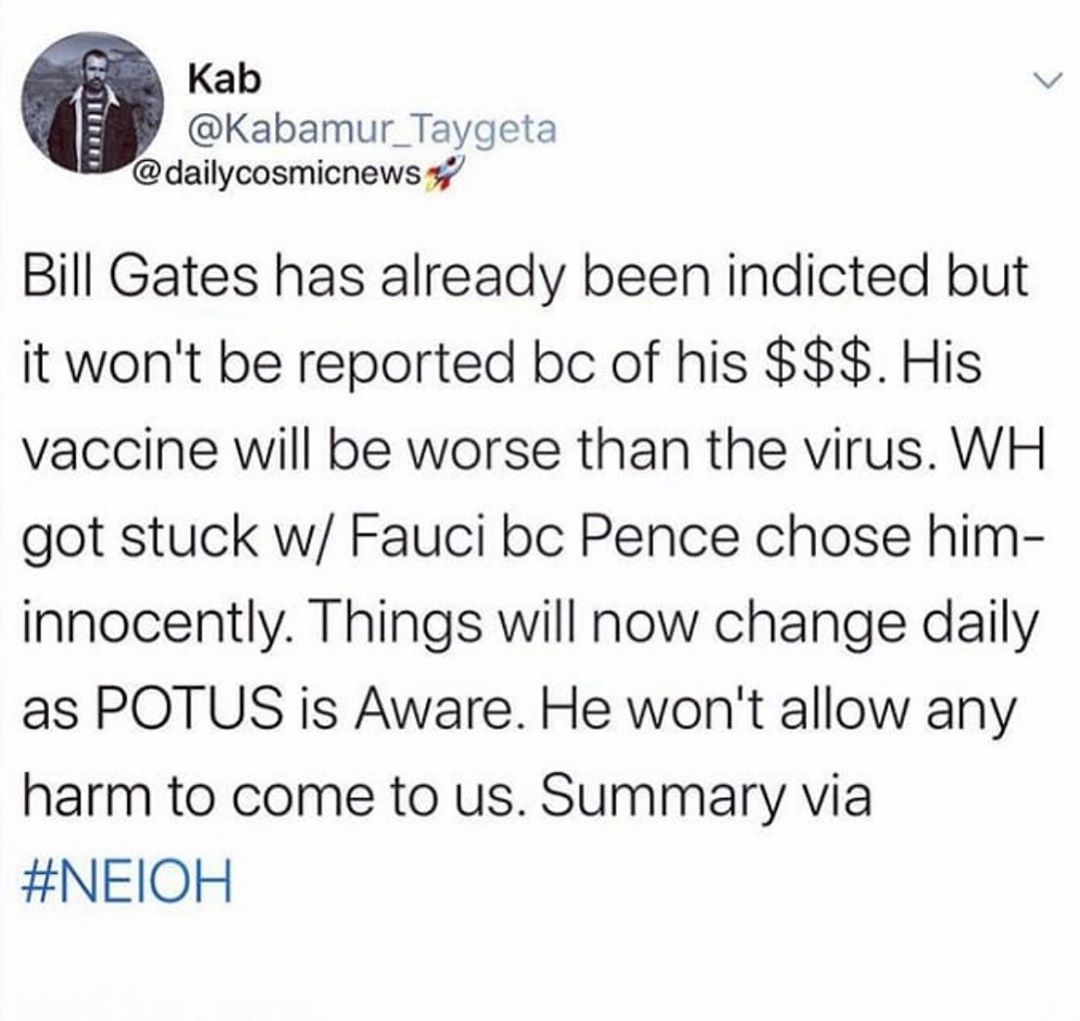 Kab
@Kabamur_Taygeta
@dailycosmicnews🚀
Bill Gates has already been indicted but
it won't be reported bc of his $$$. His
vaccine will be worse than the virus. WH
got stuck w/ Fauci bc Pence chose him-
innocently. Things will now change daily
as POTUS is Aware. He won't allow any
harm to come to us. Summary via
#NEIOH